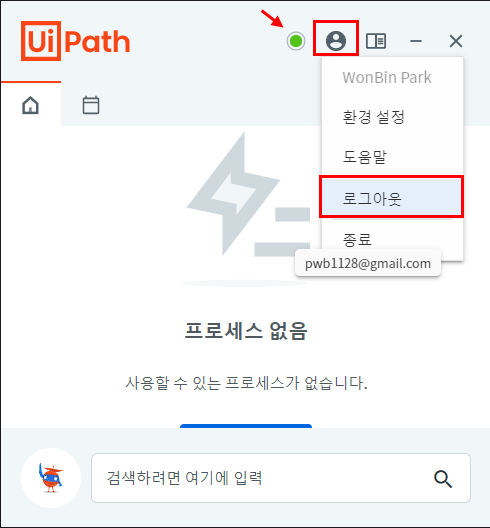 UiPath
WonBin Park
환경 설정
도움말
로그아웃
종료
pwb1128@gmail.com
프로세스 없음
사용할 수 있는 프로세스가 없습니다.
검색하려면 여기에 입력